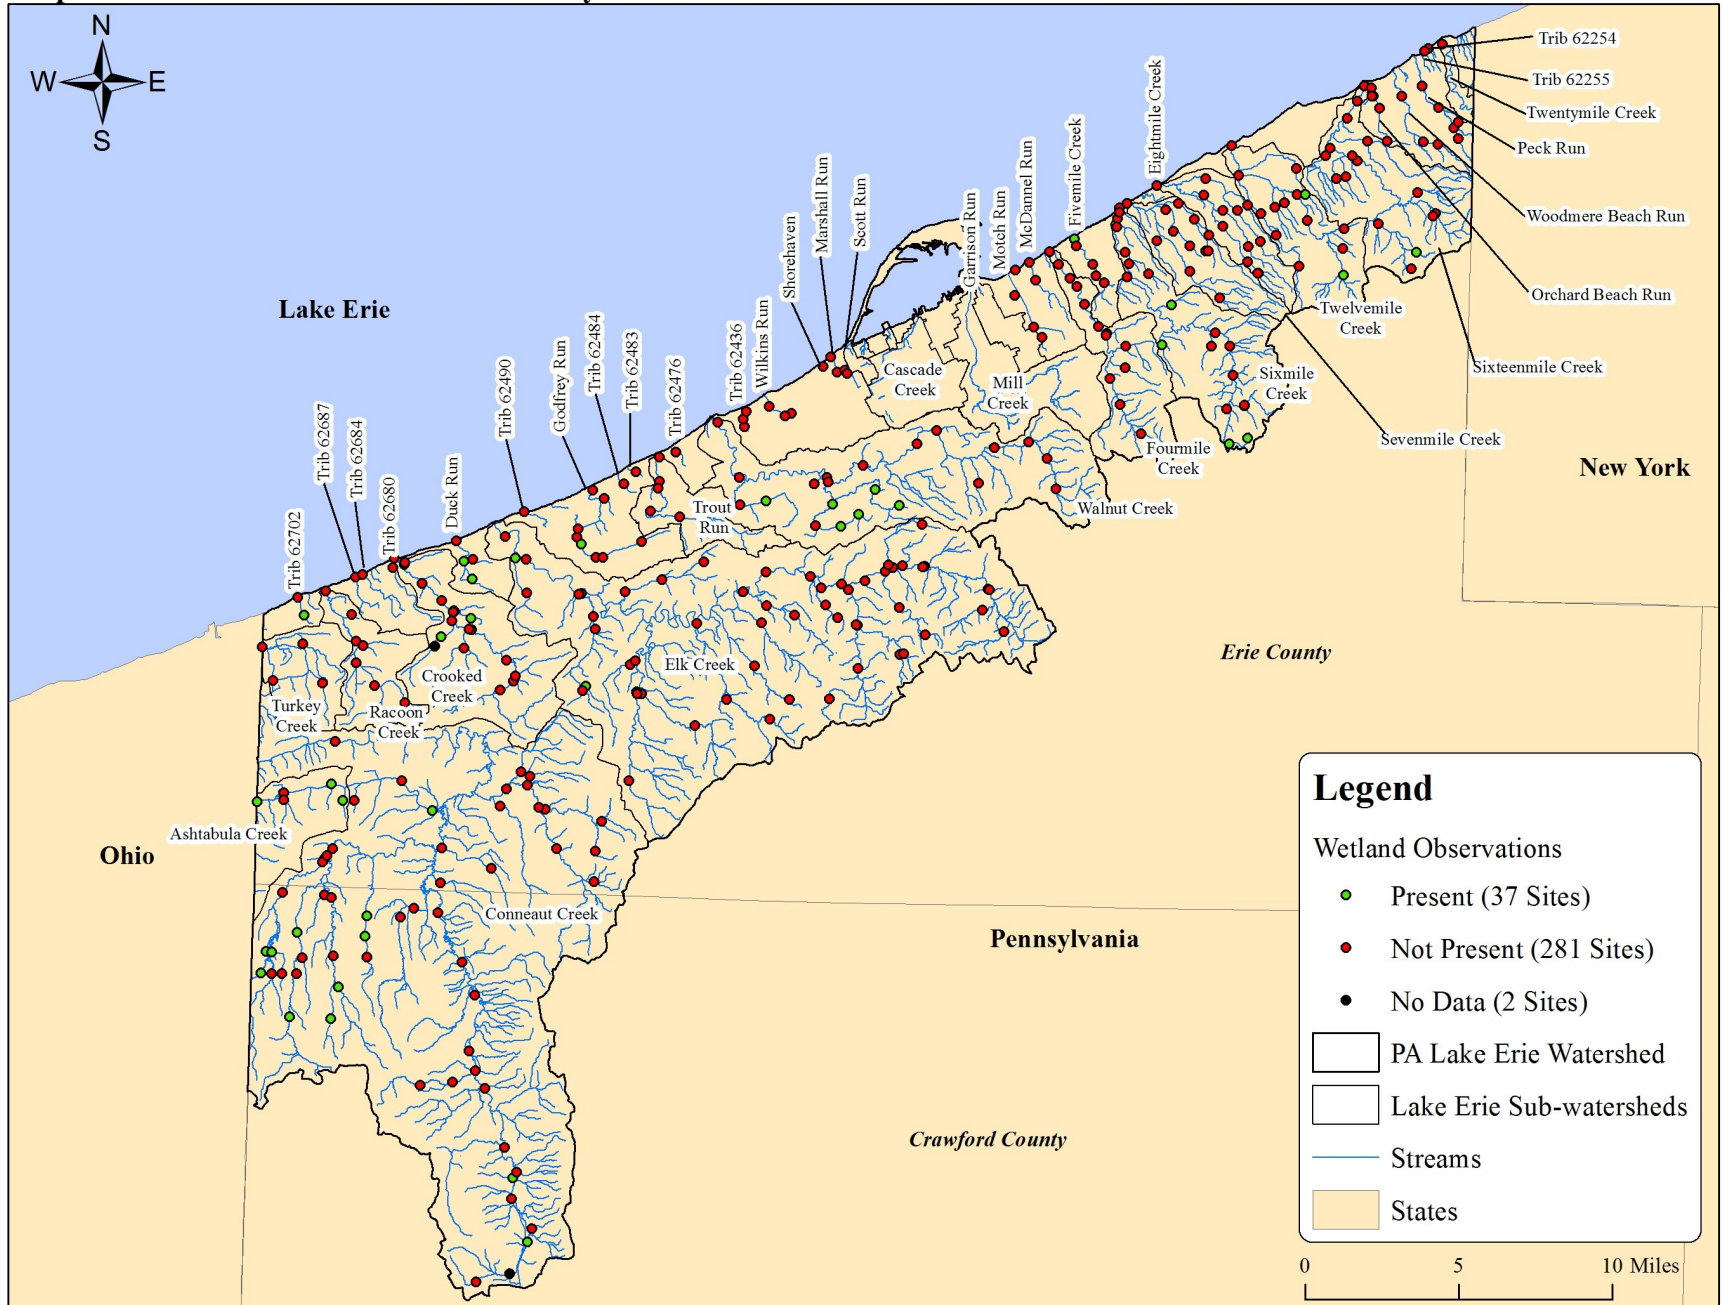 N
W E
S
Trib 62254
Trib 62255
Twentymile Creek
Peck Run
Woodmere Beach Run
Orchard Beach Run
Sixteenmile Creek
Twelvemile
Creek
Sevenmile Creek
Sixmile
Creek
Eightmile Creek
Fivemile Creek
McDannel Run
Motch Run
Garrison Run
Scott Run
Marshall Run
Shorehaven
Wilkins Run
Trib 62436
Trib 62476
Trib 62483
Trib 62484
Godfrey Run
Trib 62490
Duck Run
Trib 62680
Trib 62684
Trib 62687
Trib 62702
Lake Erie
Cascade
Creek
Mill
Creek
Fourmile
Creek
Walnut Creek
Trout
Run
Elk Creek
Crooked
Creek
Racoon
Creek
Turkey
Creek
Ashtabula Creek
Conneaut Creek
New York
Ohio
Pennsylvania
Erie County
Crawford County
Legend
Wetland Observations
Present (37 Sites)
Not Present (281 Sites)
No Data (2 Sites)
PA Lake Erie Watershed
Lake Erie Sub-watersheds
Streams
States
0 5 10 Miles